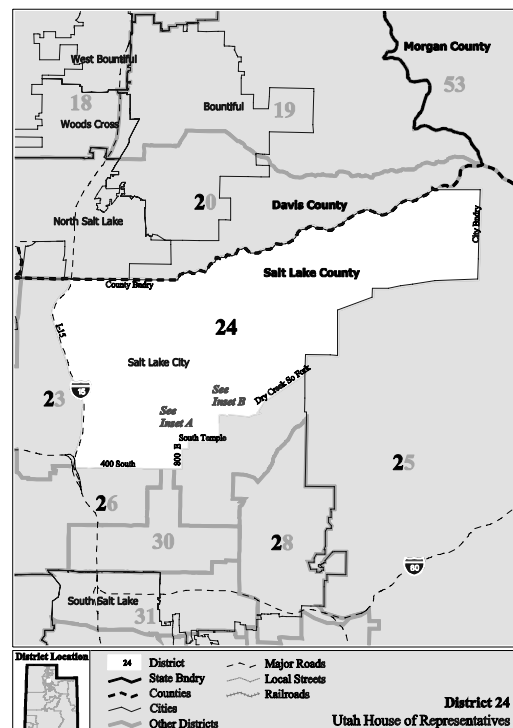 Morgan County
West Bountiful
53
18
Bountiful
19
Woods Cross
20
Davis County
North Salt Lake
City Bndry
Salt Lake County
County Bndry
24
I-15
Salt Lake City
Dry Creek So Fork
15
23
See
Inset B
See
Inset A
South Temple
800 E
400 South
25
26
30
28
80
South Salt Lake
31
District Location
24 District
State Bndry
Counties
Cities
Other Districts
Major Roads
Local Streets
Railroads
District 24
Utah House of Representatives